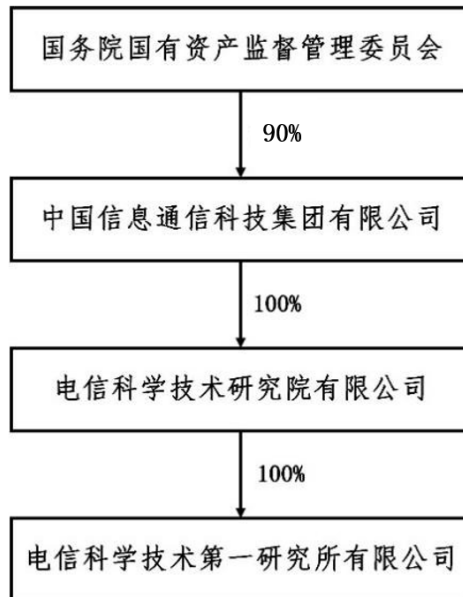 国务院国有资产监督管理委员会
90%
中国信息通信科技集团有限公司
100%
电信科学技术研究院有限公司
100%
电信科学技术第一研究所有限公司